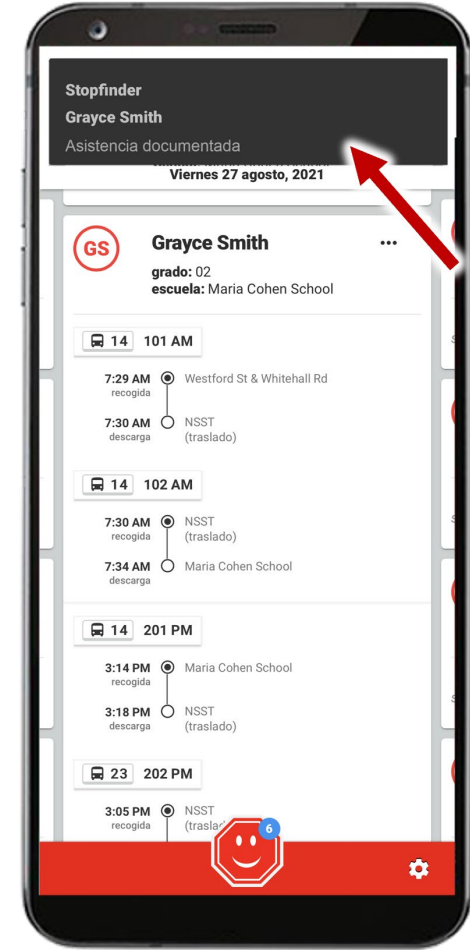 Stopfinder
Grayce Smith
Asistencia documentada
Viernes 27 agosto, 2021
GS
Grayce Smith
grado: 02
escuela: Maria Cohen School
14 101 AM
7:29 AM Westford St & Whitehall Rd
recogida
7:30 AM NSST
descarga (traslado)
14 102 AM
7:30 AM NSST
recogida (traslado)
7:34 AM Maria Cohen School
descarga
14 201 PM
3:14 PM Maria Cohen School
recogida
3:18 PM NSST
descarga (traslado)
23 202 PM
3:05 PM NSST
recogida
6